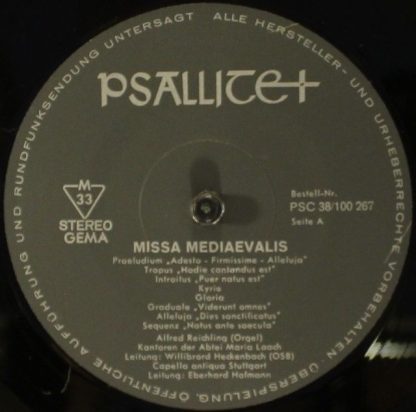 UND RUNDFUNKSENDUNG UNTERSAGT ALLE HERSTELLER- UND URHEBERRECHTE VORBEHALTEN ÜBERSPIELUNG, ÖFFENTLICHE AUFFÜHRUNG
PSALLITE
M
33
STEREO
GEMA
Bestell-Nr.
PSC 38/100 267
Seite A
MISSA MEDIAEVALIS
Praeludium „Adesto - Firmissime - Alleluja"
Tropus „Hodie cantandus est"
Introitus „Puer natus est"
Kyrie
Gloria
Graduale „Viderunt omnes"
Alleluja „Dies sanctificatus"
Sequenz „Natus ante saecula"
Alfred Reichling (Orgel)
Kantoren der Abtei Maria Laach
Leitung: Willibrord Heckenbach (OSB)
Capella antiqua Stuttgart
Leitung: Eberhard Hofmann